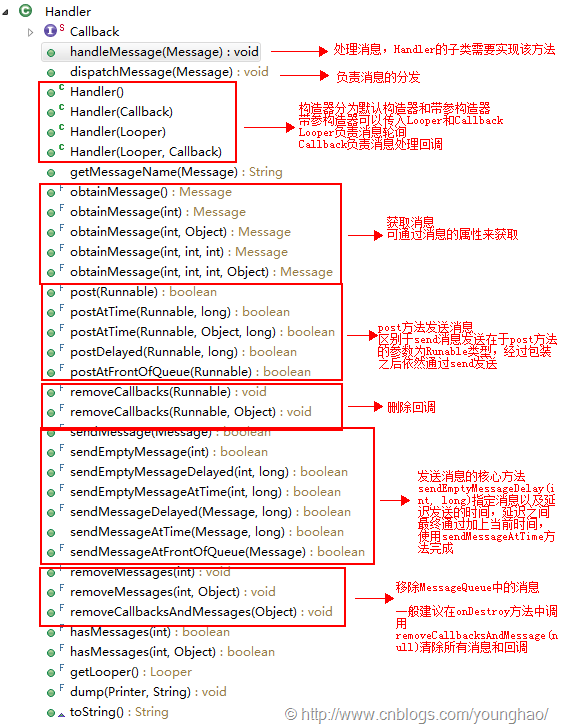 Handler
Callback
handleMessage(Message) : void
处理消息，Handler的子类需要实现该方法
dispatchMessage(Message) : void
负责消息的分发
Handler()
Handler(Callback)
Handler(Looper)
Handler(Looper, Callback)
构造器分为默认构造器和带参构造器
带参构造器可以传入Looper和Callback
Looper负责消息轮询
Callback负责消息处理回调
getMessageName(Message) : String
obtainMessage() : Message
obtainMessage(int) : Message
obtainMessage(int, Object) : Message
obtainMessage(int, int, int) : Message
obtainMessage(int, int, int, Object) : Message
获取消息
可通过消息的属性来获取
post(Runnable) : boolean
postAtTime(Runnable, long) : boolean
postAtTime(Runnable, Object, long) : boolean
postDelayed(Runnable, long) : boolean
postAtFrontOfQueue(Runnable) : boolean
post方法发送消息
区别于send消息发送在于post方法
的参数为Runable类型，经过包装
之后依然通过send发送
removeCallbacks(Runnable) : void
removeCallbacks(Runnable, Object) : void
删除回调
sendMessage(Message) : boolean
sendEmptyMessage(int) : boolean
sendEmptyMessageDelayed(int, long) : boolean
sendEmptyMessageAtTime(int, long) : boolean
sendMessageDelayed(Message, long) : boolean
sendMessageAtTime(Message, long) : boolean
sendMessageAtFrontOfQueue(Message) : boolean
发送消息的核心方法
sendEmptyMessageDelay(i
nt, long)指定消息以及延
迟发送的时间，延迟之间
最终通过加上当前时间，
使用sendMessageAtTime方
法完成
removeMessages(int) : void
removeMessages(int, Object) : void
removeCallbacksAndMessages(Object) : void
移除MessageQueue中的消息
一般建议在onDestroy方法中调
用
removeCallbacksAndMessage(n
ull)清除所有消息和回调
hasMessages(int) : boolean
hasMessages(int, Object) : boolean
getLooper() : Looper
dump(Printer, String) : void
toString() : String
© http://www.cnblogs.com/younghao/